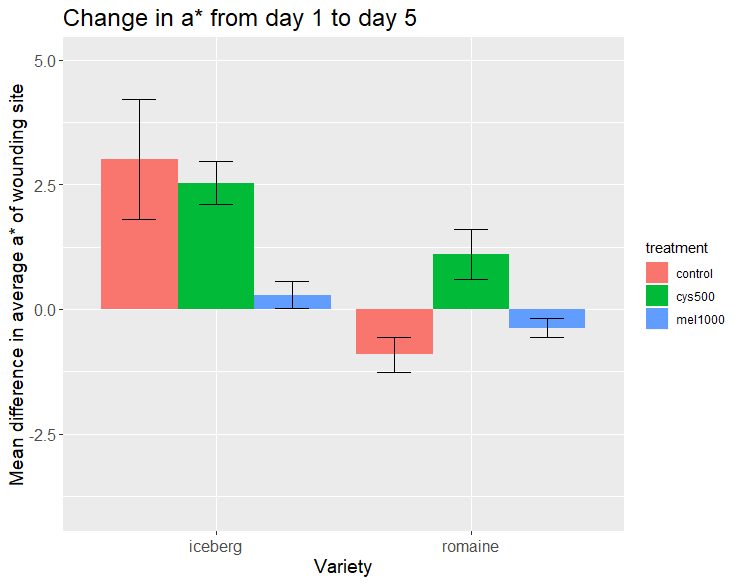 Change in a* from day 1 to day 5
Mean difference in average a* of wounding site
5.0
2.5
0.0
-2.5
iceberg
romaine
Variety
treatment
control
cys500
mel1000